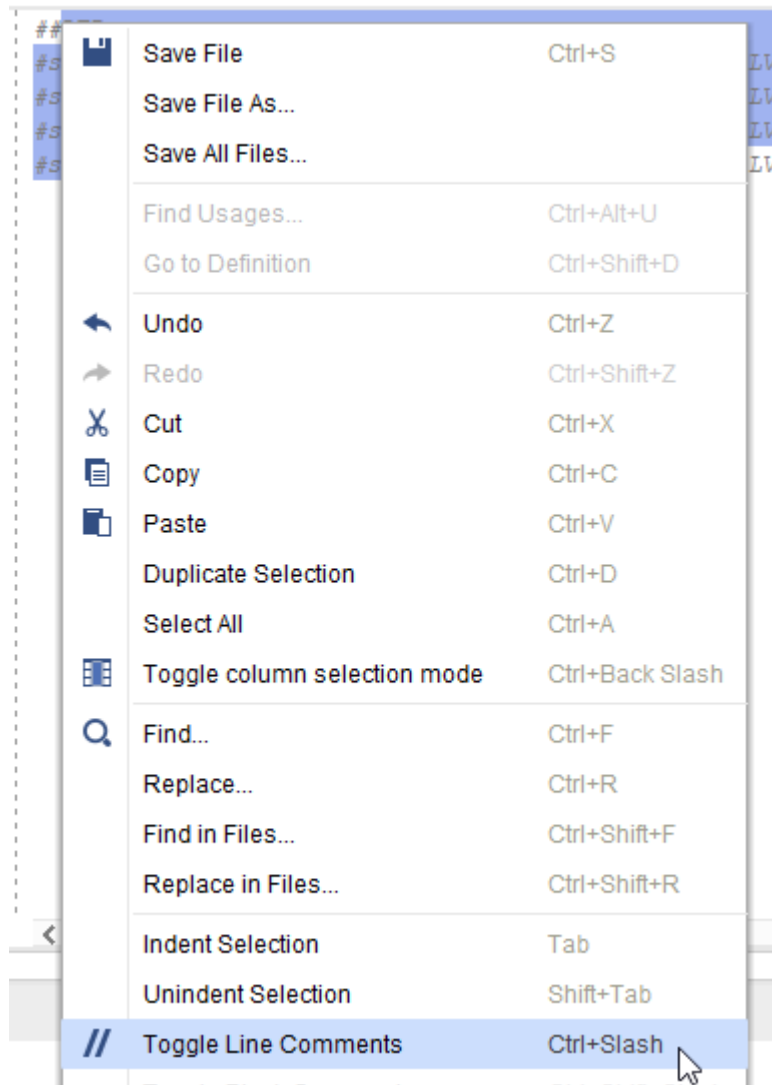 ##
#s
#s LV
#s LV
#s LV
Save File Ctrl+S
Save File As...
Save All Files...
Find Usages... Ctrl+Alt+U
Go to Definition Ctrl+Shift+D
Undo Ctrl+Z
Redo Ctrl+Shift+Z
Cut Ctrl+X
Copy Ctrl+C
Paste Ctrl+V
Duplicate Selection Ctrl+D
Select All Ctrl+A
Toggle column selection mode Ctrl+Back Slash
Find... Ctrl+F
Replace... Ctrl+R
Find in Files... Ctrl+Shift+F
Replace in Files... Ctrl+Shift+R
Indent Selection Tab
Unindent Selection Shift+Tab
// Toggle Line Comments Ctrl+Slash